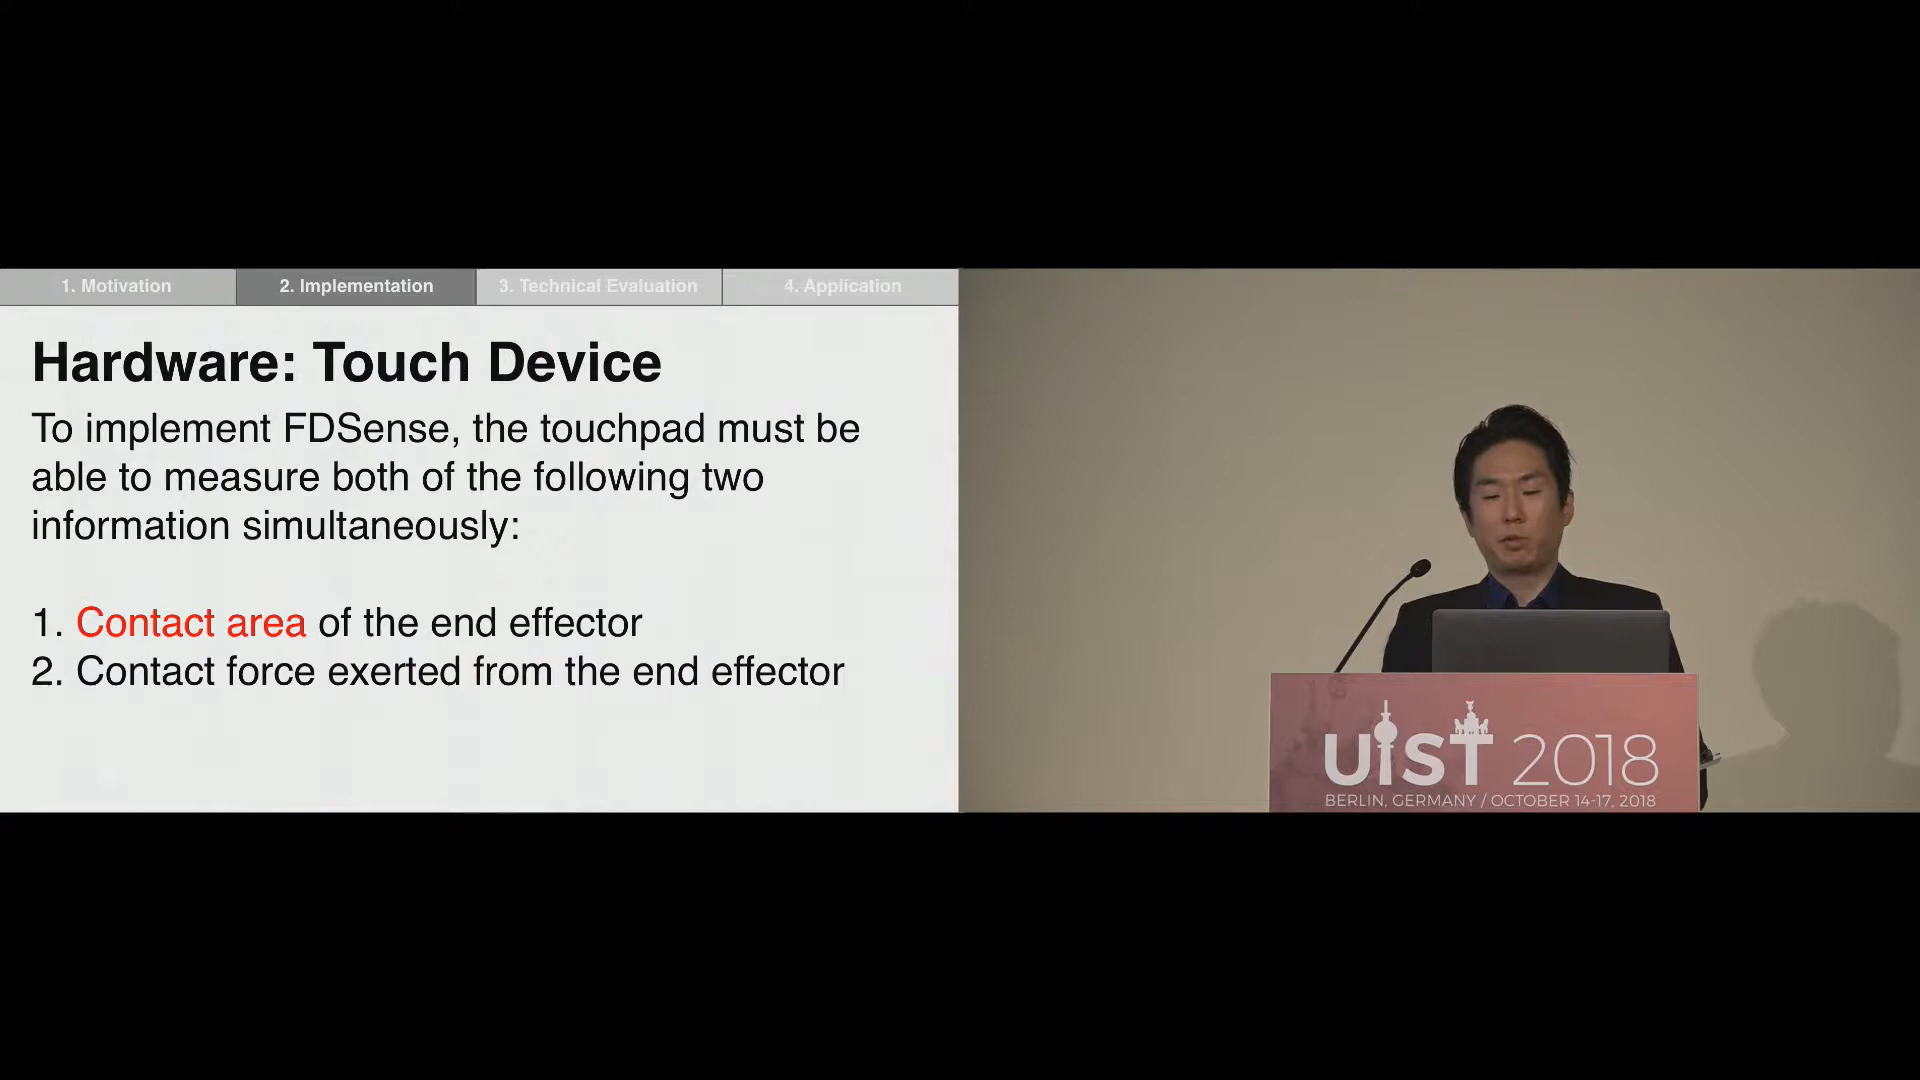 1. Motivation
2. Implementation
3. Technical Evaluation
4. Application
Hardware: Touch Device
To implement FDSense, the touchpad must be
able to measure both of the following two
information simultaneously:
1. Contact area of the end effector
2. Contact force exerted from the end effector
UIST 2018
BERLIN, GERMANY / OCTOBER 14-17, 2018